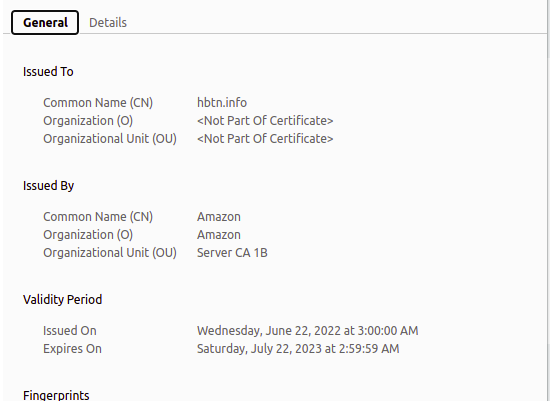 General Details
Issued To
Common Name (CN) hbtn.info
Organization (O) <Not Part Of Certificate>
Organizational Unit (OU) <Not Part Of Certificate>
Issued By
Common Name (CN) Amazon
Organization (O) Amazon
Organizational Unit (OU) Server CA 1B
Validity Period
Issued On Wednesday, June 22, 2022 at 3:00:00 AM
Expires On Saturday, July 22, 2023 at 2:59:59 AM
Fingerprints